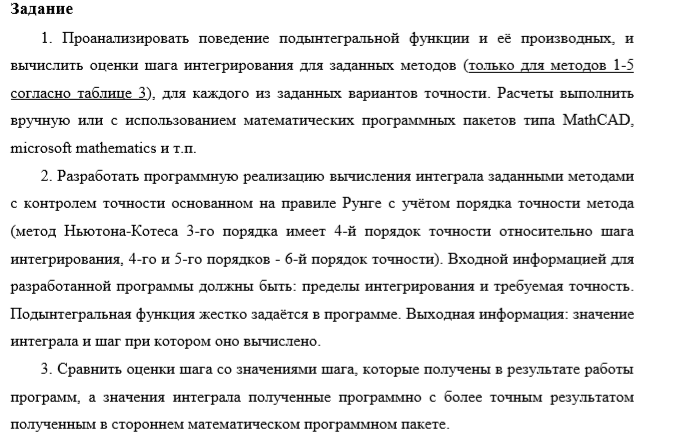 Задание
1. Проанализировать поведение подынтегральной функции и её производных, и
вычислить оценки шага интегрирования для заданных методов (только для методов 1-5
согласно таблице 3), для каждого из заданных вариантов точности. Расчеты выполнить
вручную или с использованием математических программных пакетов типа MathCAD,
microsoft mathematics и т.п.
2. Разработать программную реализацию вычисления интеграла заданными методами
с контролем точности основанном на правиле Рунге с учётом порядка точности метода
(метод Ньютона-Котеса 3-го порядка имеет 4-й порядок точности относительно шага
интегрирования, 4-го и 5-го порядков - 6-й порядок точности). Входной информацией для
разработанной программы должны быть: пределы интегрирования и требуемая точность.
Подынтегральная функция жестко задаётся в программе. Выходная информация: значение
интеграла и шаг при котором оно вычислено.
3. Сравнить оценки шага со значениями шага, которые получены в результате работы
программ, а значения интеграла полученные программно с более точным результатом
полученным в стороннем математическом программном пакете.